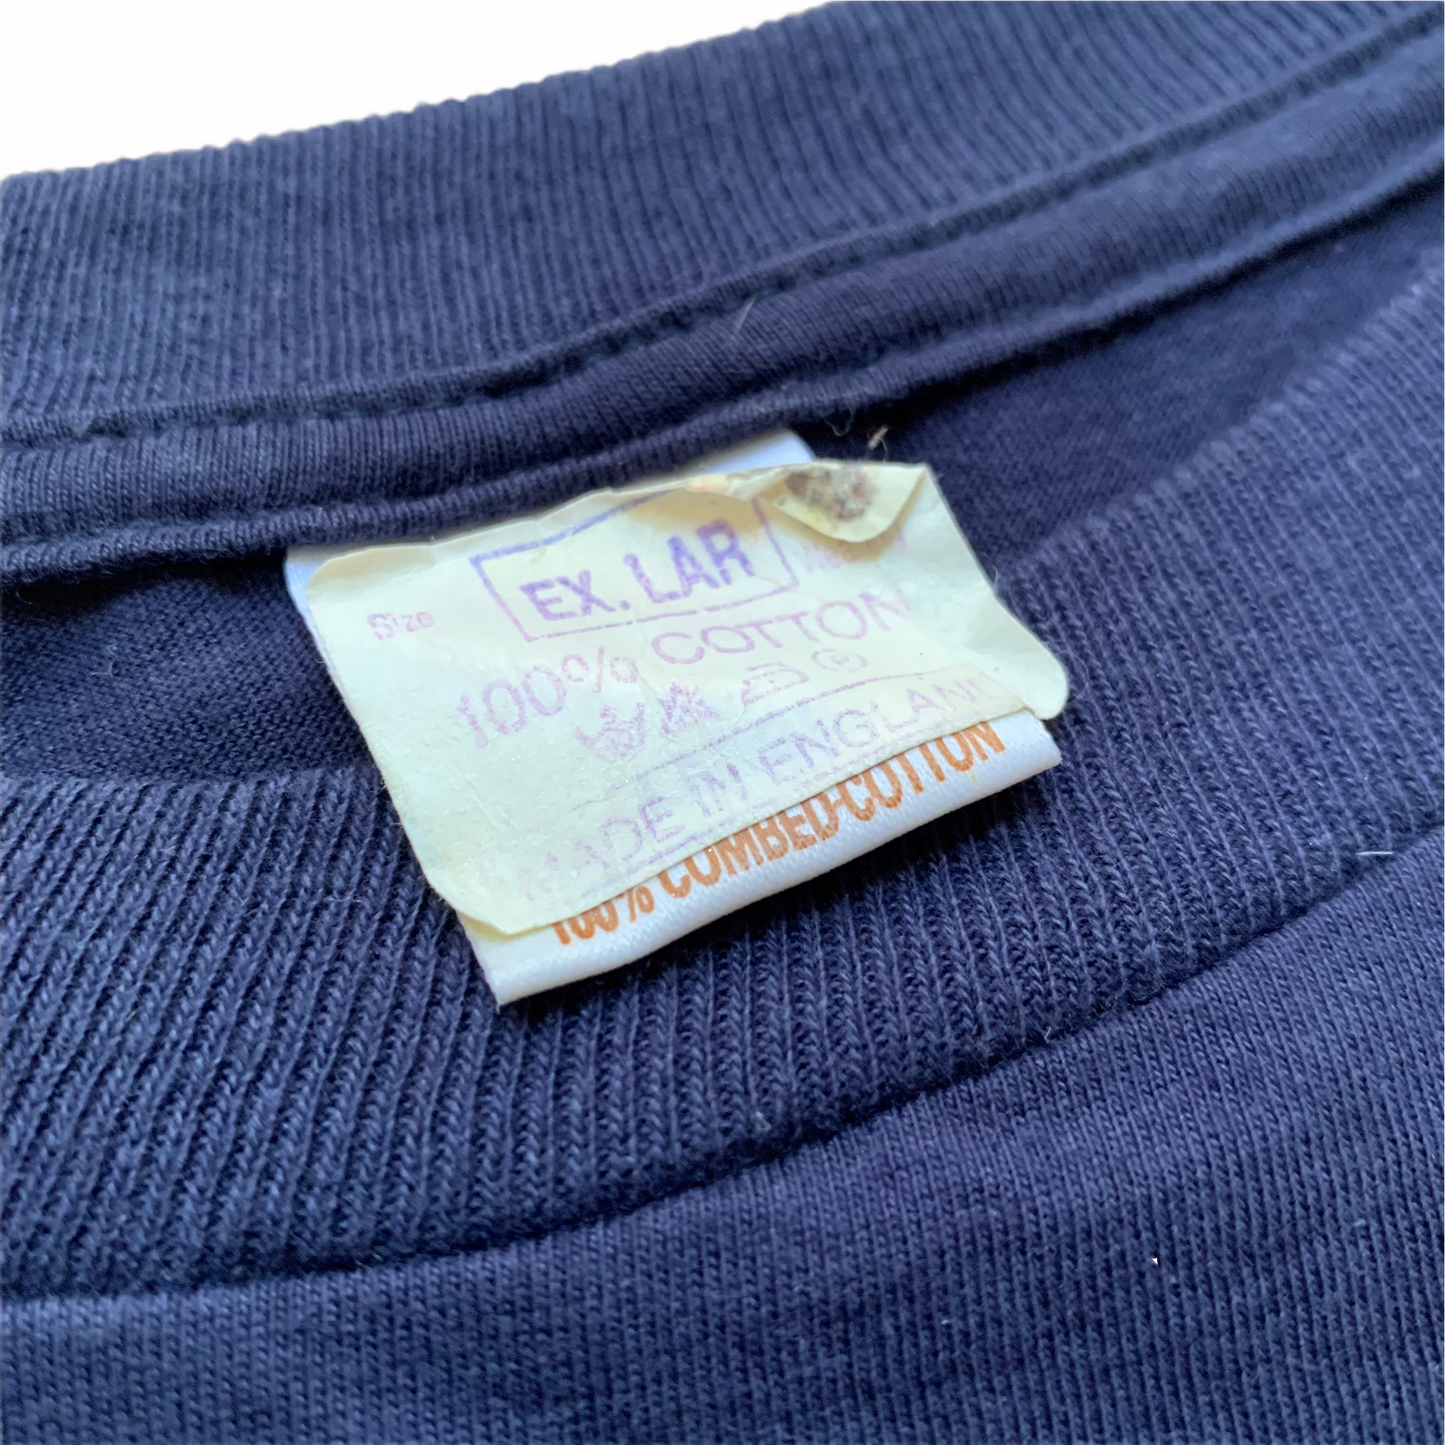 EX. LAR
Size
100% COTTON
MADE IN ENGLAND
100% COMBED-COTTON